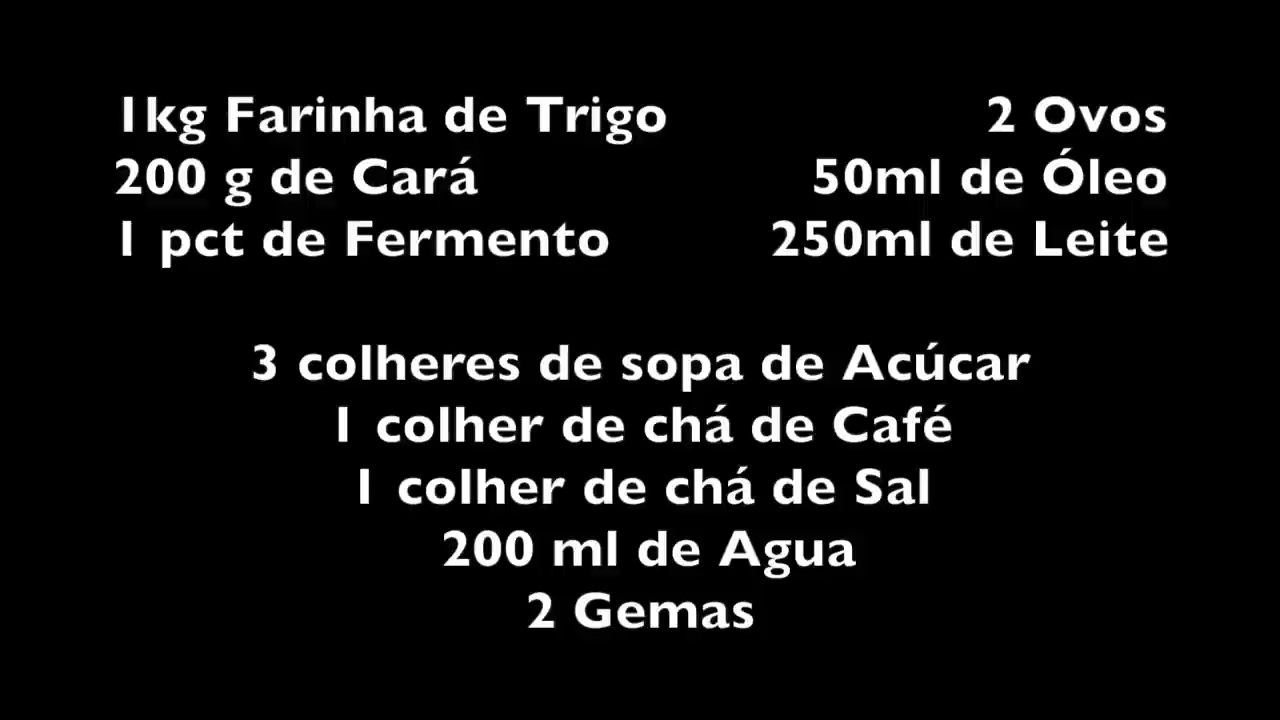 1kg Farinha de Trigo
200 g de Cará
1 pct de Fermento
2 Ovos
50ml de Óleo
250ml de Leite
3 colheres de sopa de Acúcar
1 colher de chá de Café
1 colher de chá de Sal
200 ml de Agua
2 Gemas